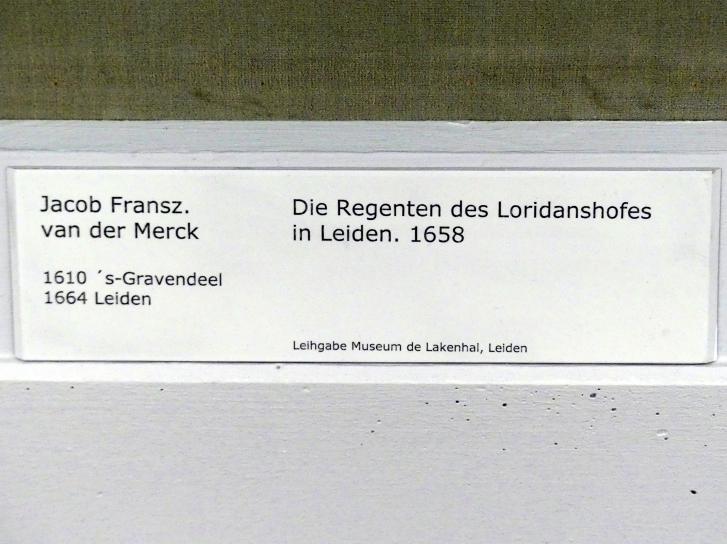 Jacob Fransz.
van der Merck
1610 ´s-Gravendeel
1664 Leiden
Die Regenten des Loridanshofes
in Leiden. 1658
Leihgabe Museum de Lakenhal, Leiden